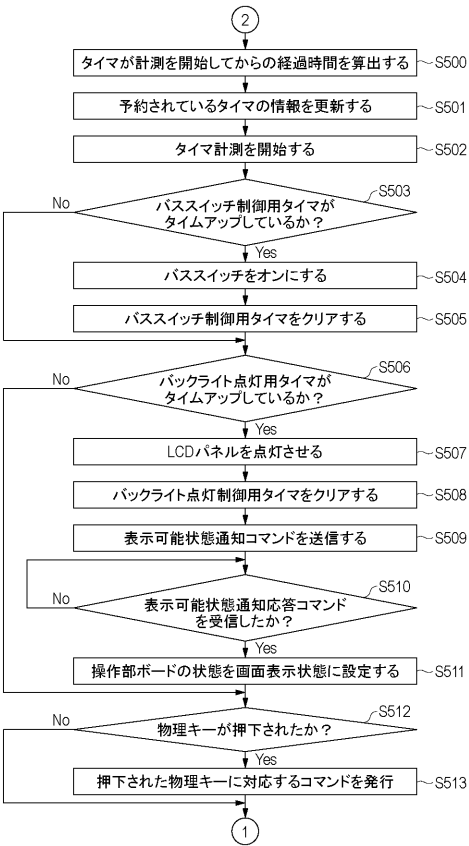 2
タイマが計測を開始してからの経過時間を算出する S500
予約されているタイマの情報を更新する S501
タイマ計測を開始する S502
S503
No
バススイッチ制御用タイマが
タイムアップしているか？
Yes
バススイッチをオンにする S504
バススイッチ制御用タイマをクリアする S505
S506
No
バックライト点灯用タイマが
タイムアップしているか？
Yes
LCDパネルを点灯させる S507
バックライト点灯制御用タイマをクリアする S508
表示可能状態通知コマンドを送信する S509
S510
No
表示可能状態通知応答コマンド
を受信したか？
Yes
操作部ボードの状態を画面表示状態に設定する S511
S512
No
物理キーが押下されたか？
Yes
押下された物理キーに対応するコマンドを発行 S513
1